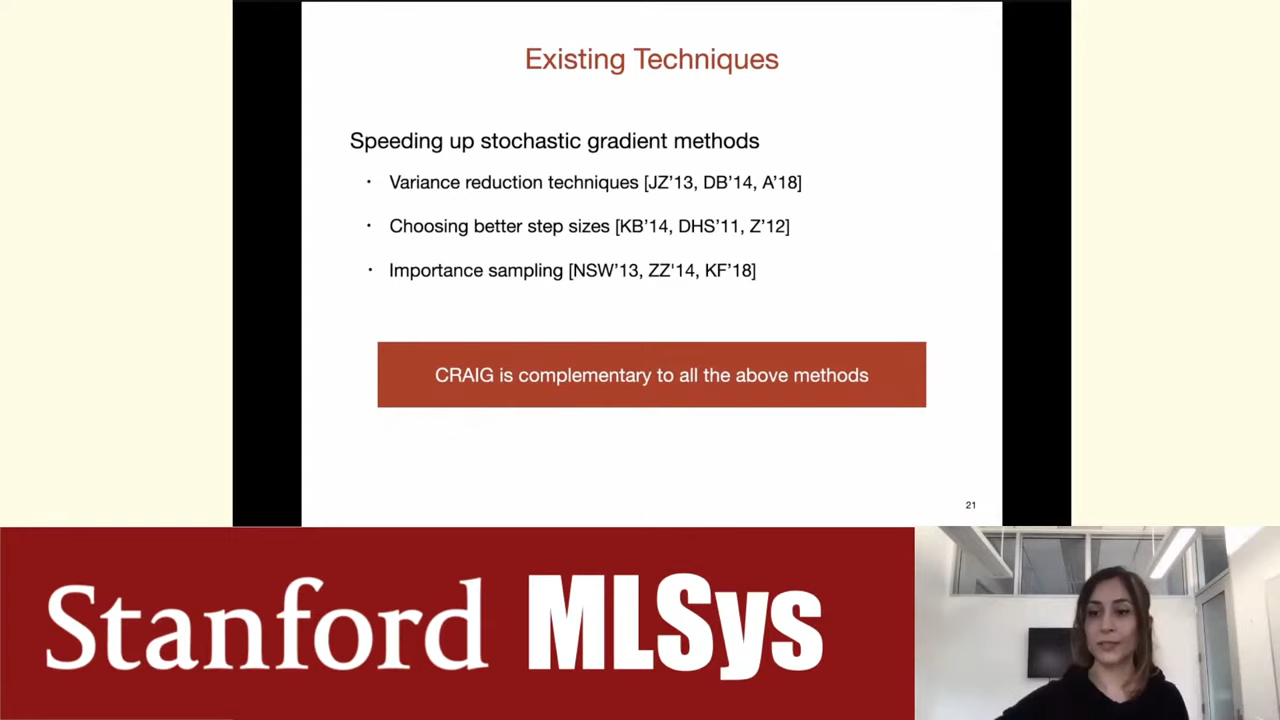 Existing Techniques
Speeding up stochastic gradient methods
· Variance reduction techniques [JZ’13, DB’14, A’18]
· Choosing better step sizes [KB’14, DHS’11, Z’12]
· Importance sampling [NSW’13, ZZ'14, KF’18]
CRAIG is complementary to all the above methods
21
Stanford MLSys